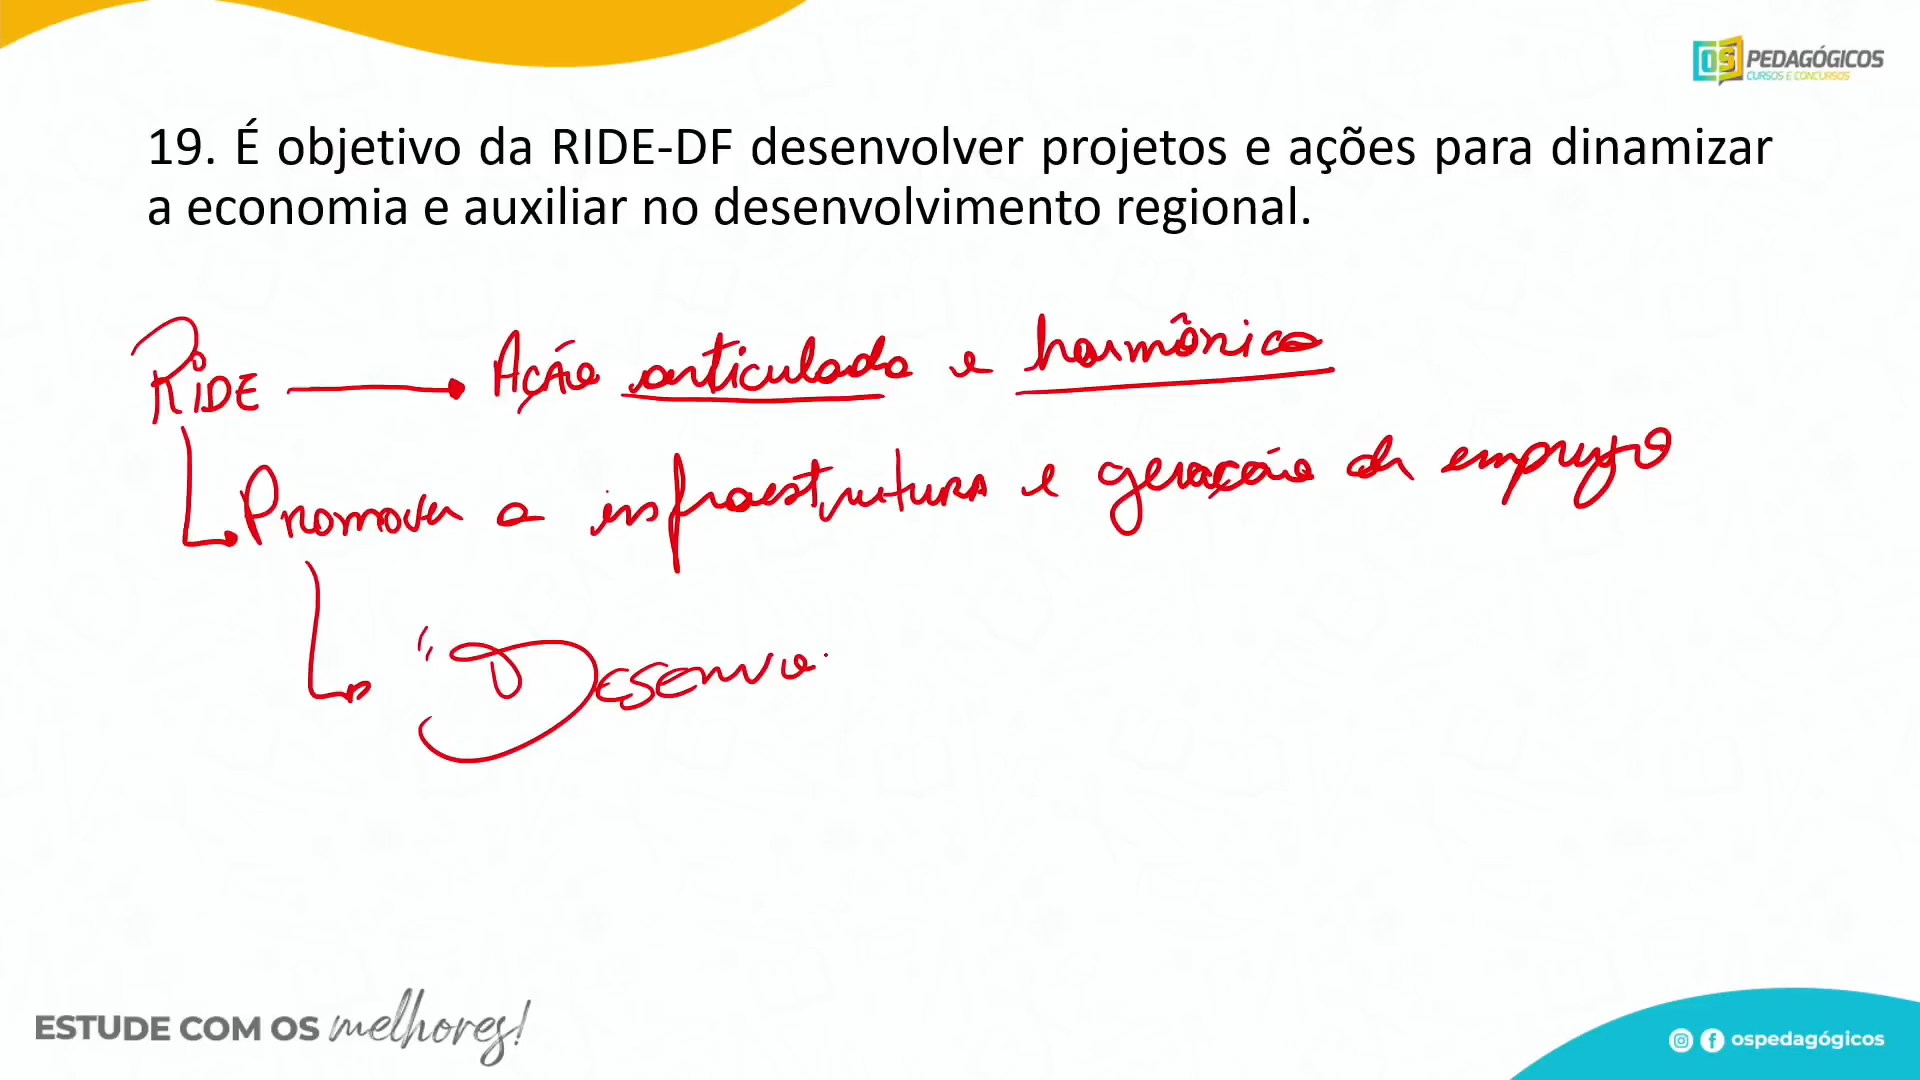 OS PEDAGÓGICOS
CURSOS E CONCURSOS
19. É objetivo da RIDE-DF desenvolver projetos e ações para dinamizar
a economia e auxiliar no desenvolvimento regional.
RIDE Ação articulada e harmônica
Promover a infraestrutura e geração de emprego
"Desenvo
ESTUDE COM OS melhores!
ospedagógicos